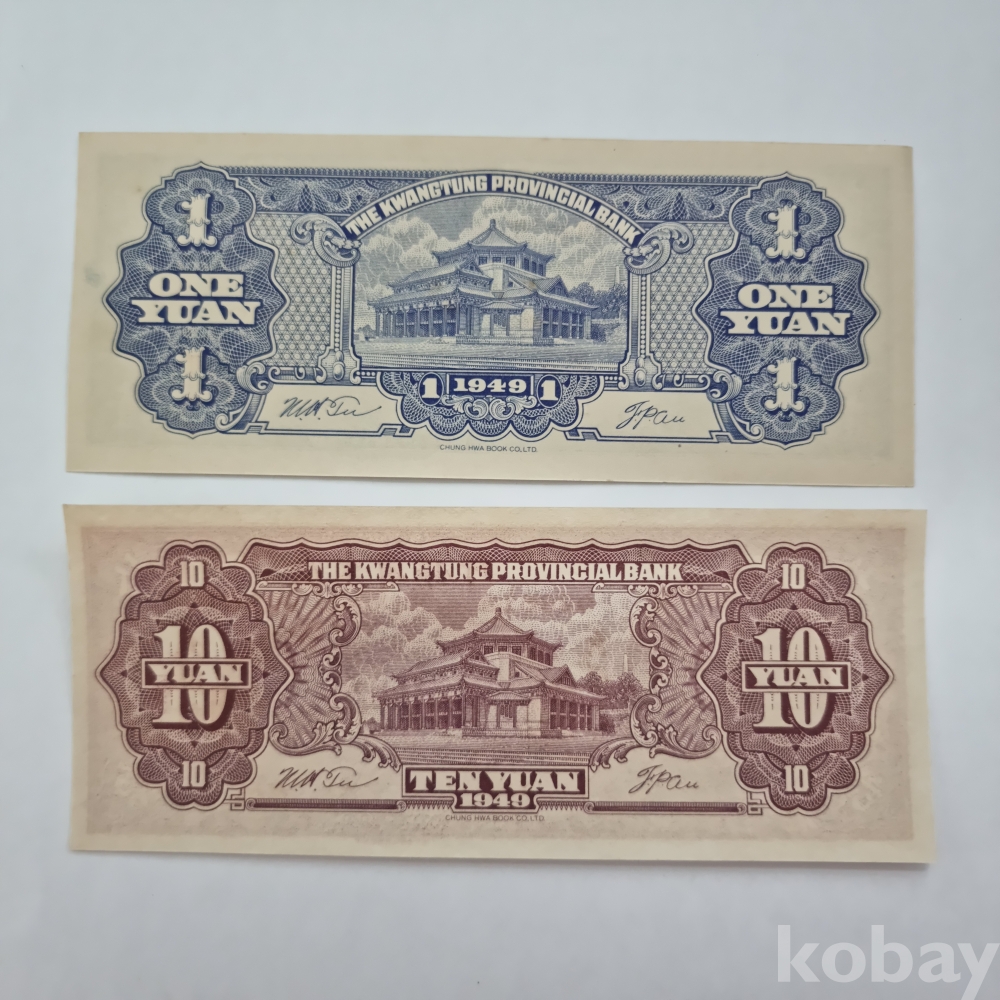 THE KWANGTUNG PROVINCIAL BANK
1 1
ONE ONE
YUAN YUAN
1 1
1 1949 1
CHUNG HWA BOOK CO., LTD.
THE KWANGTUNG PROVINCIAL BANK
10 10
10 10
YUAN YUAN
10 10
TEN YUAN
1949
CHUNG HWA BOOK CO., LTD.
kobay